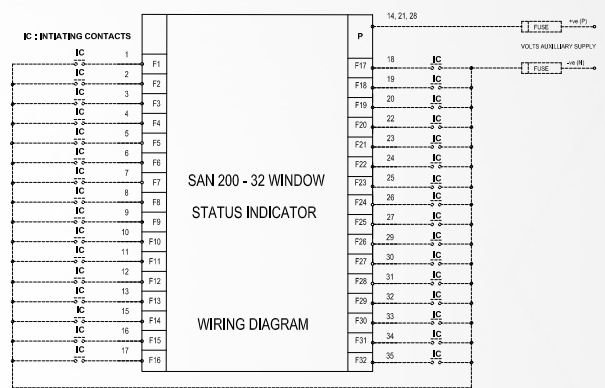 14, 21, 28
P
FUSE
+ve (P)
VOLTS AUXILLIARY SUPPLY
FUSE
-ve (N)
IC : INTIATING CONTACTS
IC 1 F1
IC 2 F2
IC 3 F3
IC 4 F4
IC 5 F5
IC 6 F6
IC 7 F7
IC 8 F8
IC 9 F9
IC 10 F10
IC 11 F11
IC 12 F12
IC 13 F13
IC 15 F14
IC 16 F15
IC 17 F16
SAN 200 - 32 WINDOW
STATUS INDICATOR
WIRING DIAGRAM
F17 18 IC
F18 19 IC
F19 20 IC
F20 22 IC
F21 23 IC
F22 24 IC
F23 25 IC
F24 26 IC
F25 27 IC
F26 29 IC
F27 30 IC
F28 31 IC
F29 32 IC
F30 33 IC
F31 34 IC
F32 35 IC